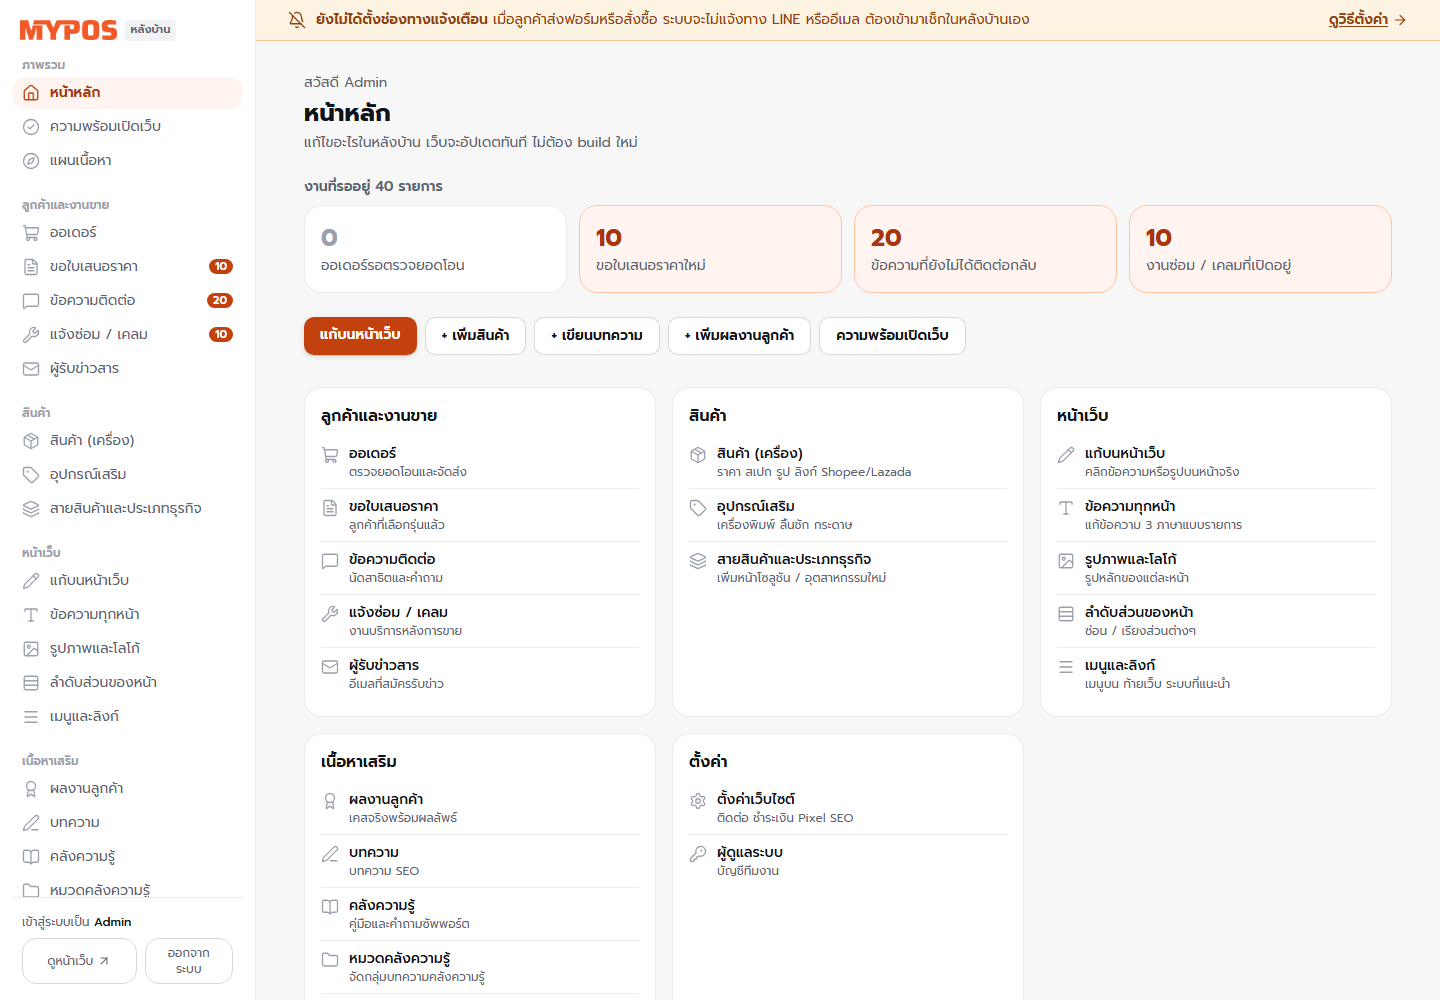 MYPOS หลังบ้าน
ภาพรวม
หน้าหลัก
ความพร้อมเปิดเว็บ
แผนเนื้อหา
ลูกค้าและงานขาย
ออเดอร์
ขอใบเสนอราคา 10
ข้อความติดต่อ 20
แจ้งซ่อม / เคลม 10
ผู้รับข่าวสาร
สินค้า
สินค้า (เครื่อง)
อุปกรณ์เสริม
สายสินค้าและประเภทธุรกิจ
หน้าเว็บ
แก้บนหน้าเว็บ
ข้อความทุกหน้า
รูปภาพและโลโก้
ลำดับส่วนของหน้า
เมนูและลิงก์
เนื้อหาเสริม
ผลงานลูกค้า
บทความ
คลังความรู้
หมวดคลังความรู้
เข้าสู่ระบบเป็น Admin
ดูหน้าเว็บ
ออกจาก
ระบบ
ยังไม่ได้ตั้งช่องทางแจ้งเตือน เมื่อลูกค้าส่งฟอร์มหรือสั่งซื้อ ระบบจะไม่แจ้งทาง LINE หรืออีเมล ต้องเข้ามาเช็กในหลังบ้านเอง
ดูวิธีตั้งค่า →
สวัสดี Admin
หน้าหลัก
แก้ไขอะไรในหลังบ้าน เว็บจะอัปเดตทันที ไม่ต้อง build ใหม่
งานที่รออยู่ 40 รายการ
0
ออเดอร์รอตรวจยอดโอน
10
ขอใบเสนอราคาใหม่
20
ข้อความที่ยังไม่ได้ติดต่อกลับ
10
งานซ่อม / เคลมที่เปิดอยู่
แก้บนหน้าเว็บ
+ เพิ่มสินค้า
+ เขียนบทความ
+ เพิ่มผลงานลูกค้า
ความพร้อมเปิดเว็บ
ลูกค้าและงานขาย
ออเดอร์
ตรวจยอดโอนและจัดส่ง
ขอใบเสนอราคา
ลูกค้าที่เลือกรุ่นแล้ว
ข้อความติดต่อ
นัดสาธิตและคำถาม
แจ้งซ่อม / เคลม
งานบริการหลังการขาย
ผู้รับข่าวสาร
อีเมลที่สมัครรับข่าว
สินค้า
สินค้า (เครื่อง)
ราคา สเปก รูป ลิงก์ Shopee/Lazada
อุปกรณ์เสริม
เครื่องพิมพ์ ลิ้นชัก กระดาษ
สายสินค้าและประเภทธุรกิจ
เพิ่มหน้าโซลูชัน / อุตสาหกรรมใหม่
หน้าเว็บ
แก้บนหน้าเว็บ
คลิกข้อความหรือรูปบนหน้าจริง
ข้อความทุกหน้า
แก้ข้อความ 3 ภาษาแบบรายการ
รูปภาพและโลโก้
รูปหลักของแต่ละหน้า
ลำดับส่วนของหน้า
ซ่อน / เรียงส่วนต่างๆ
เมนูและลิงก์
เมนูบน ท้ายเว็บ ระบบที่แนะนำ
เนื้อหาเสริม
ผลงานลูกค้า
เคสจริงพร้อมผลลัพธ์
บทความ
บทความ SEO
คลังความรู้
คู่มือและคำถามซัพพอร์ต
หมวดคลังความรู้
จัดกลุ่มบทความคลังความรู้
ตั้งค่า
ตั้งค่าเว็บไซต์
ติดต่อ ชำระเงิน Pixel SEO
ผู้ดูแลระบบ
บัญชีทีมงาน